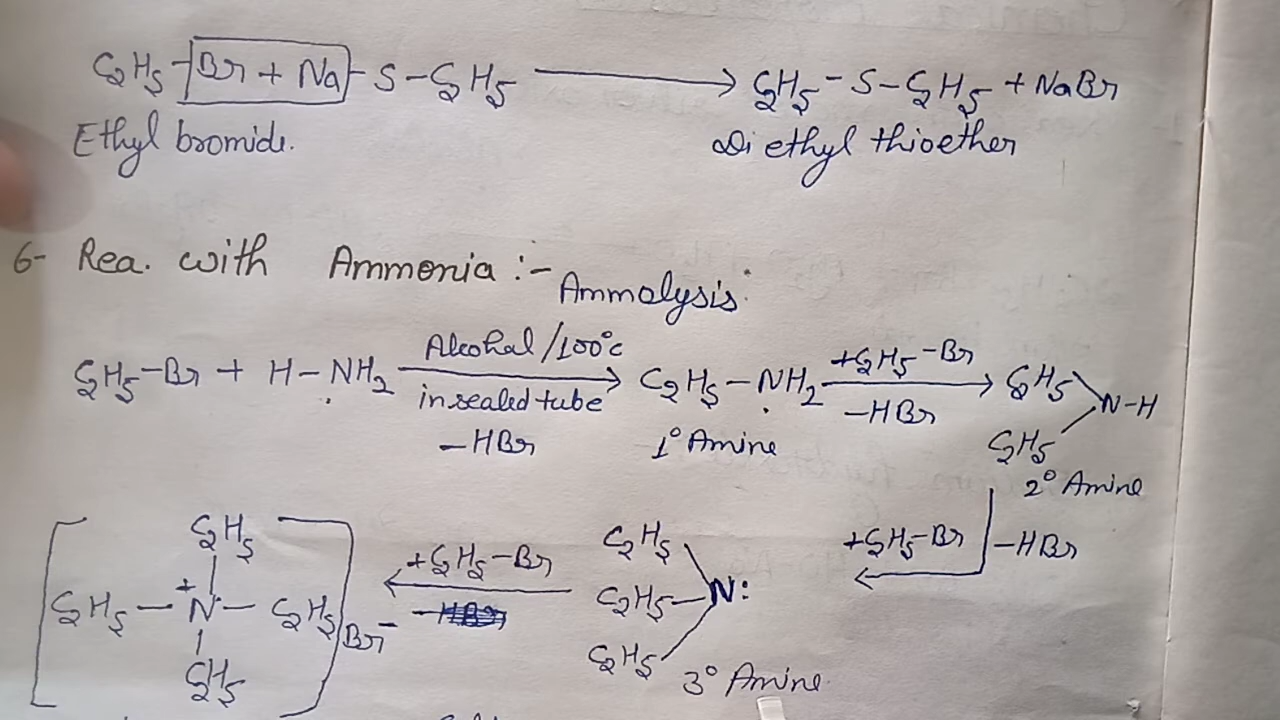 C2H5-Br + Na-S-C2H5 → C2H5-S-C2H5 + NaBr
Ethyl bromide. Di ethyl thioether
6- Rea. with Ammonia :- Ammolysis
C2H5-Br + H-NH2 Alcohol/100°c in sealed tube -HBr → C2H5-NH2 +C2H5-Br -HBr → C2H5 C2H5 N-H
1° Amine 2° Amine
+C2H5-Br -HBr
C2H5 C2H5 C2H5 N:
3° Amine
+C2H5-Br
[C2H5 C2H5-N+-C2H5 C2H5] Br-